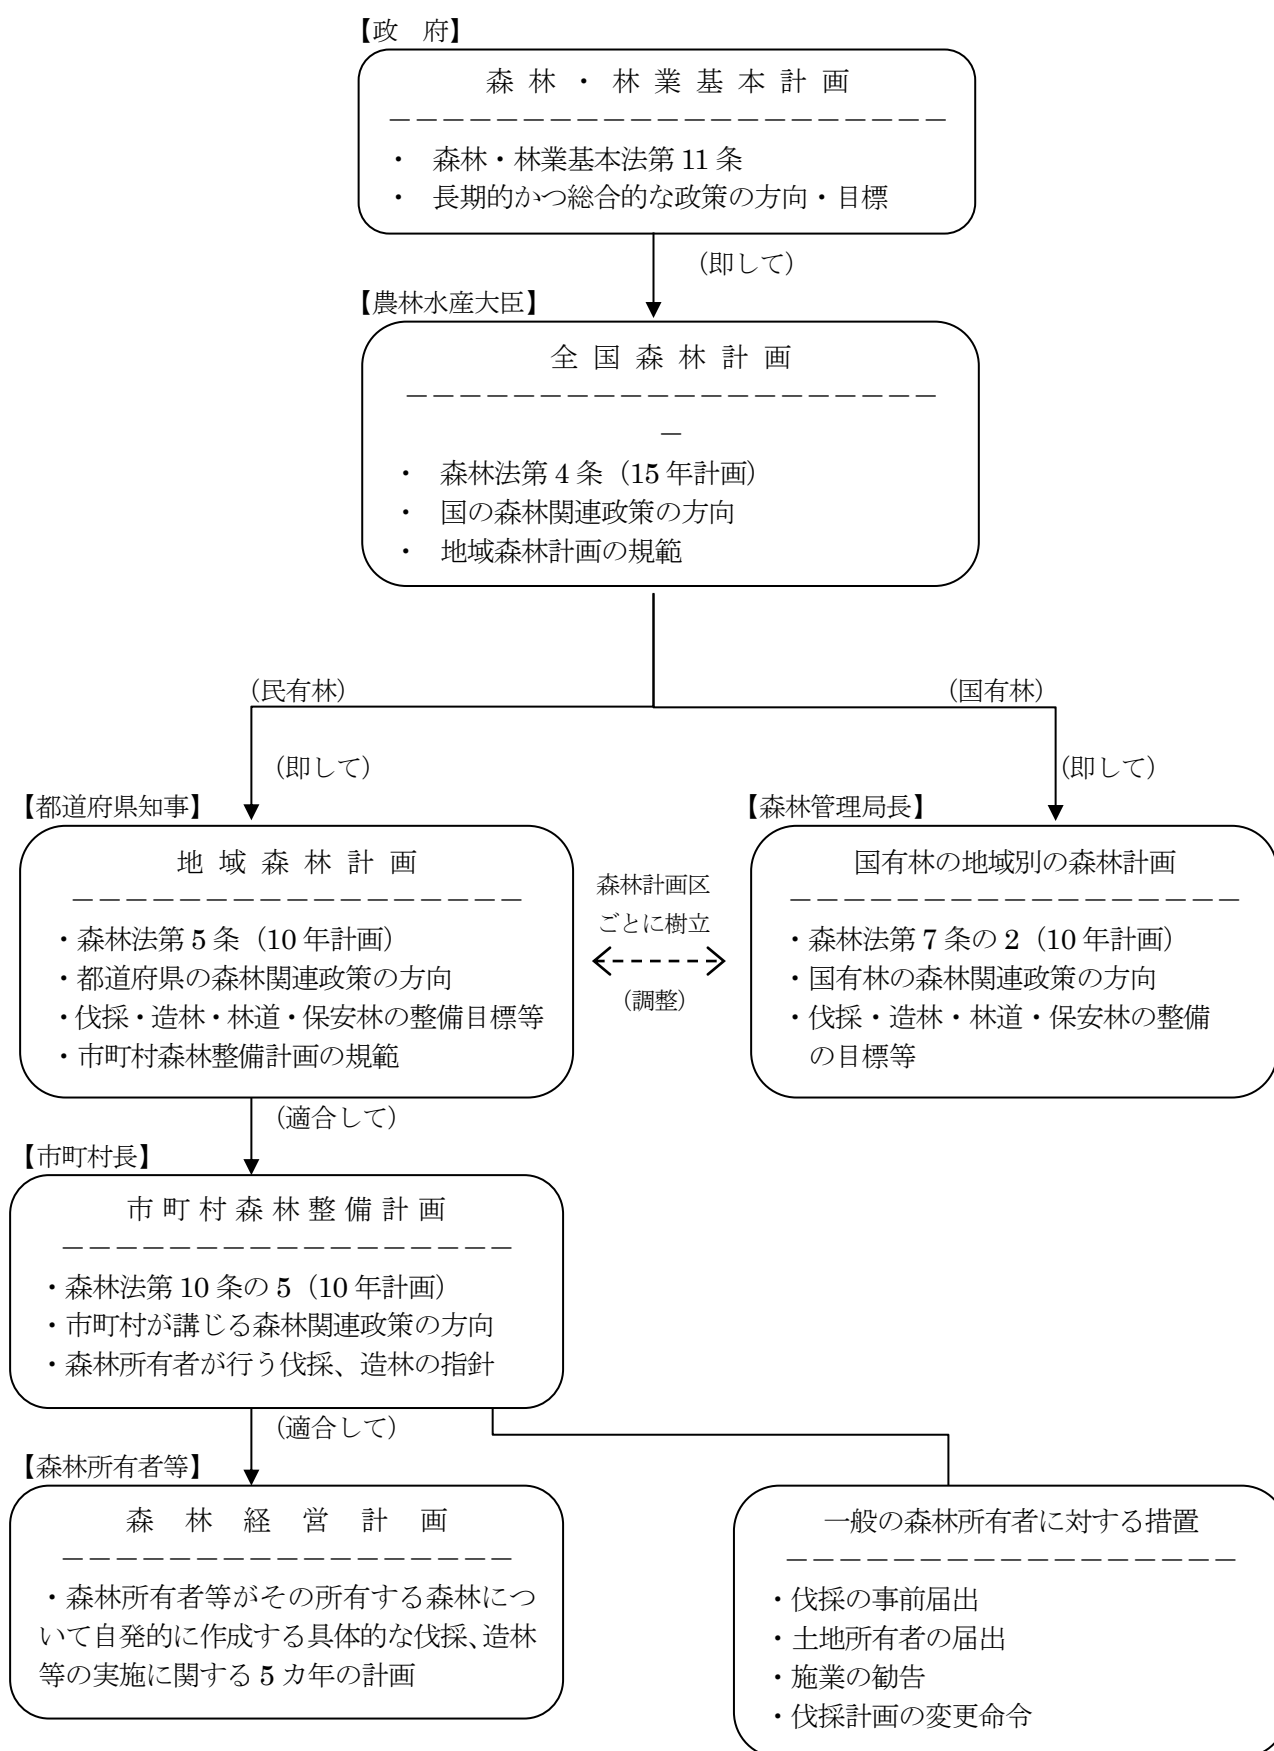 【政　府】
森 林 ・ 林 業 基 本 計 画
－－－－－－－－－－－－－－－－－－－－－
・ 森林・林業基本法第 11 条
・ 長期的かつ総合的な政策の方向・目標
（即して）
【農林水産大臣】
全 国 森 林 計 画
－－－－－－－－－－－－－－－－－－－－
－
・ 森林法第 4 条（15 年計画）
・ 国の森林関連政策の方向
・ 地域森林計画の規範
（民有林）
（国有林）
（即して）
（即して）
【都道府県知事】
地 域 森 林 計 画
－－－－－－－－－－－－－－－－－
・森林法第 5 条（10 年計画）
・都道府県の森林関連政策の方向
・伐採・造林・林道・保安林の整備目標等
・市町村森林整備計画の規範
森林計画区
ごとに樹立
（調整）
【森林管理局長】
国有林の地域別の森林計画
－－－－－－－－－－－－－－－－－
・森林法第 7 条の 2（10 年計画）
・国有林の森林関連政策の方向
・伐採・造林・林道・保安林の整備
の目標等
（適合して）
【市町村長】
市 町 村 森 林 整 備 計 画
－－－－－－－－－－－－－－－－－
・森林法第 10 条の 5（10 年計画）
・市町村が講じる森林関連政策の方向
・森林所有者が行う伐採、造林の指針
（適合して）
【森林所有者等】
森　林　経　営　計　画
－－－－－－－－－－－－－－－－－
・森林所有者等がその所有する森林につ
いて自発的に作成する具体的な伐採、造林
等の実施に関する 5 カ年の計画
一般の森林所有者に対する措置
－－－－－－－－－－－－－－－－－
・伐採の事前届出
・土地所有者の届出
・施業の勧告
・伐採計画の変更命令